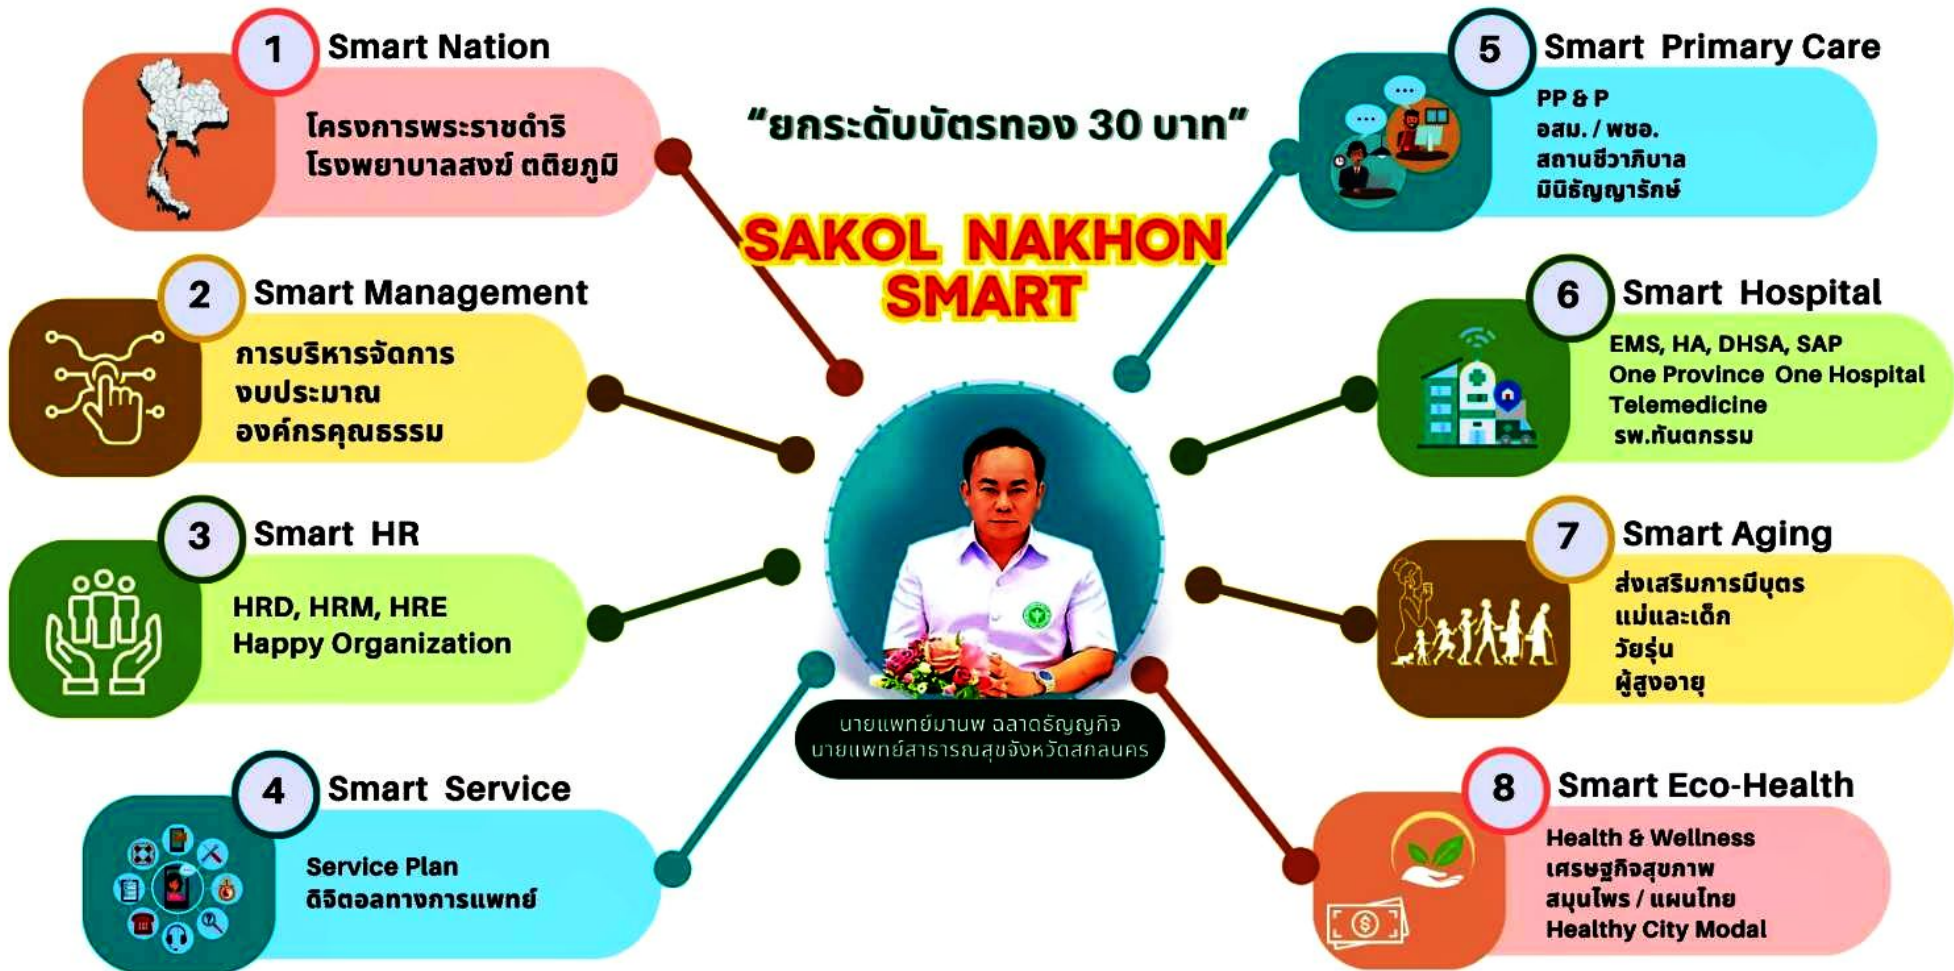 1
Smart Nation
โครงการพระราชดำริ
โรงพยาบาลสงฆ์ ตติยภูมิ
2
Smart Management
การบริหารจัดการ
งบประมาณ
องค์กรคุณธรรม
3
Smart HR
HRD, HRM, HRE
Happy Organization
4
Smart Service
Service Plan
ดิจิตอลทางการแพทย์
“ยกระดับบัตรทอง 30 บาท”
SAKOL NAKHON
SMART
นายแพทย์มานพ ฉลาดธัญญกิจ
นายแพทย์สาธารณสุขจังหวัดสกลนคร
5
Smart Primary Care
PP & P
อสม. / พชอ.
สถานชีวาภิบาล
มินิธัญญารักษ์
6
Smart Hospital
EMS, HA, DHSA, SAP
One Province One Hospital
Telemedicine
รพ.ทันตกรรม
7
Smart Aging
ส่งเสริมการมีบุตร
แม่และเด็ก
วัยรุ่น
ผู้สูงอายุ
8
Smart Eco-Health
Health & Wellness
เศรษฐกิจสุขภาพ
สมุนไพร / แผนไทย
Healthy City Modal